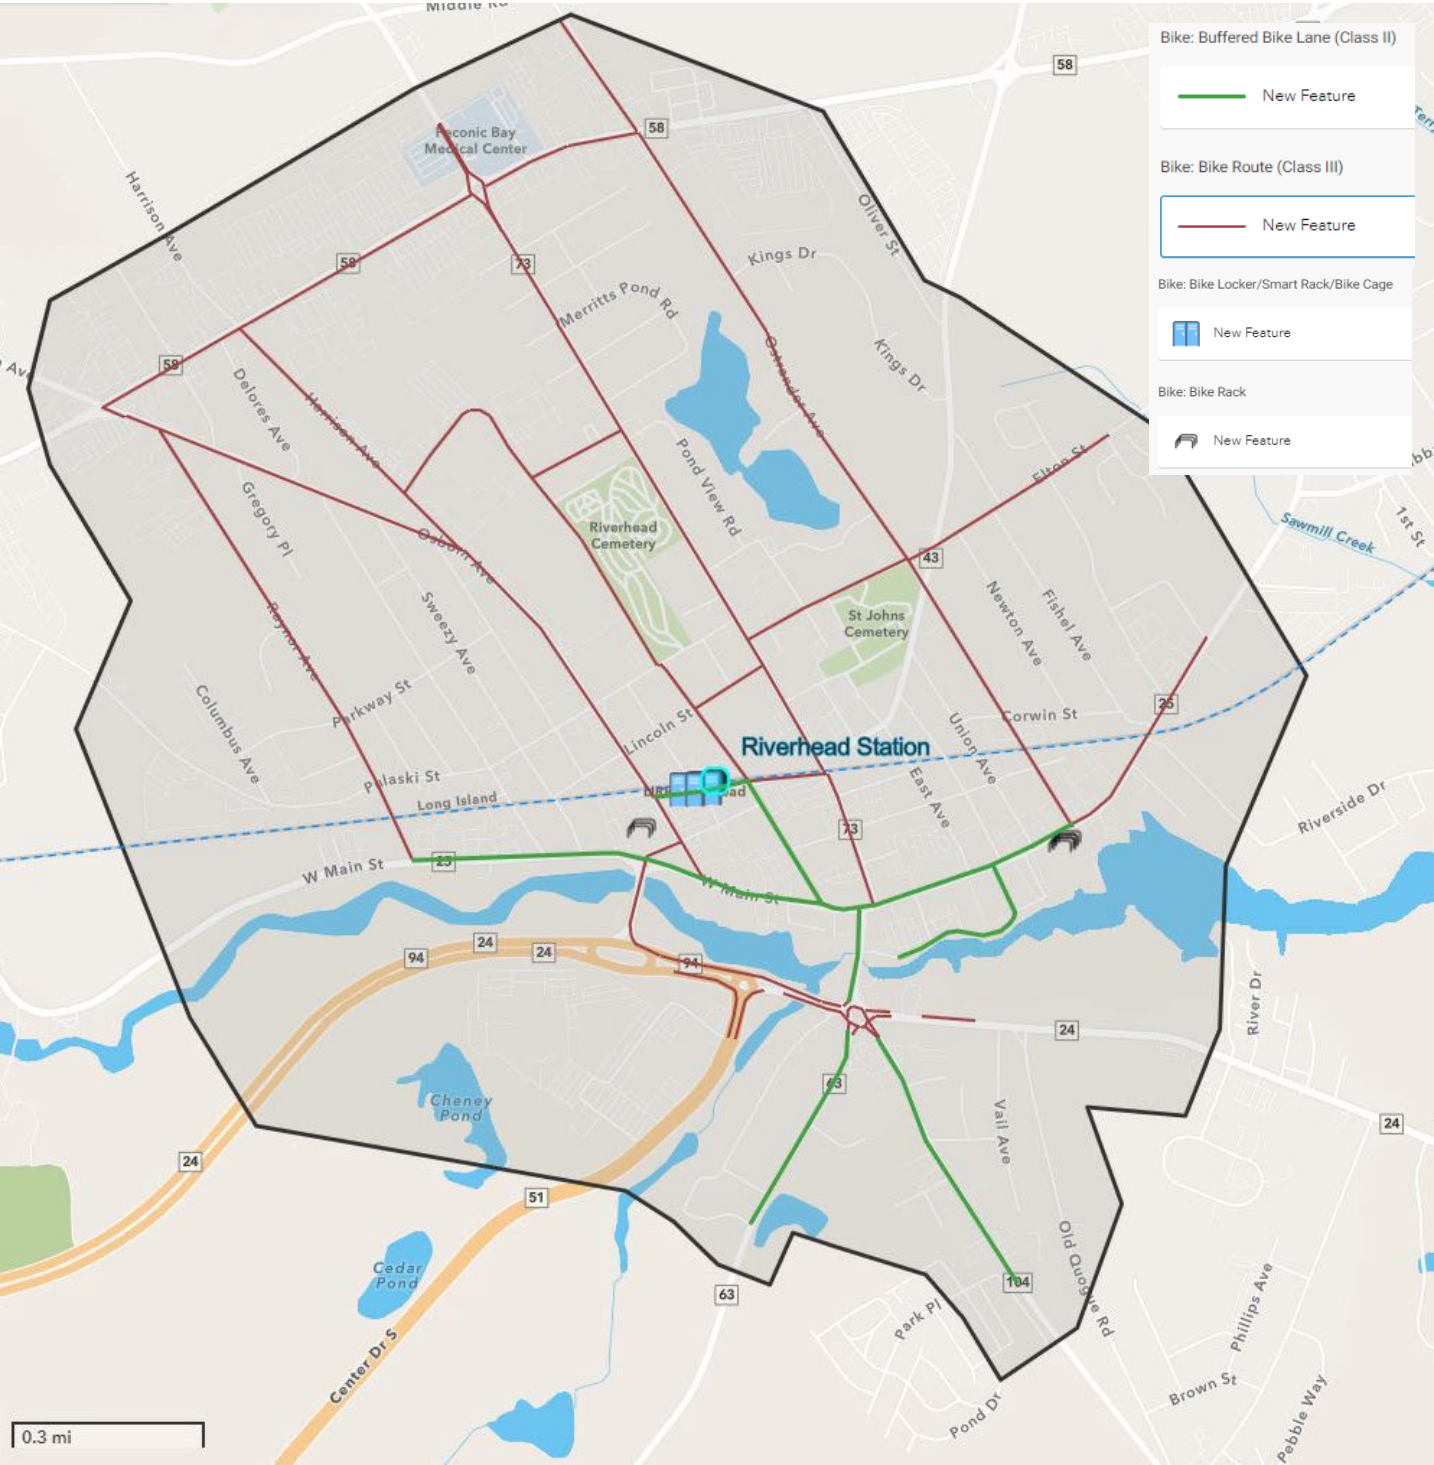 Middle Rd
58
Bike: Buffered Bike Lane (Class II)
New Feature
Bike: Bike Route (Class III)
New Feature
Bike: Bike Locker/Smart Rack/Bike Cage
New Feature
Bike: Bike Rack
New Feature
58
Peconic Bay
Medical Center
Harrison Ave
Oliver St
58
73
Kings Dr
Merritts Pond Rd
58
Ave
Delores Ave
Harrison Ave
Ostrander Ave
Kings Dr
Pond View Rd
Elton St
Gregory Pl
Riverhead
Cemetery
Osborn Ave
43
Sawmill Creek
1st St
Raynor Ave
Sweezy Ave
St Johns
Cemetery
Newton Ave
Fishel Ave
Columbus Ave
Parkway St
Lincoln St
Union Ave
Corwin St
25
Riverhead Station
Pulaski St
Long Island
East Ave
Riverside Dr
73
W Main St
25
W Main St
94
24
24
94
River Dr
24
63
Cheney
Pond
Vail Ave
24
24
51
Old Quogue Rd
Cedar
Pond
63
104
Park Pl
Phillips Ave
Center Dr S
Brown St
Pond Dr
Pebble Way
0.3 mi